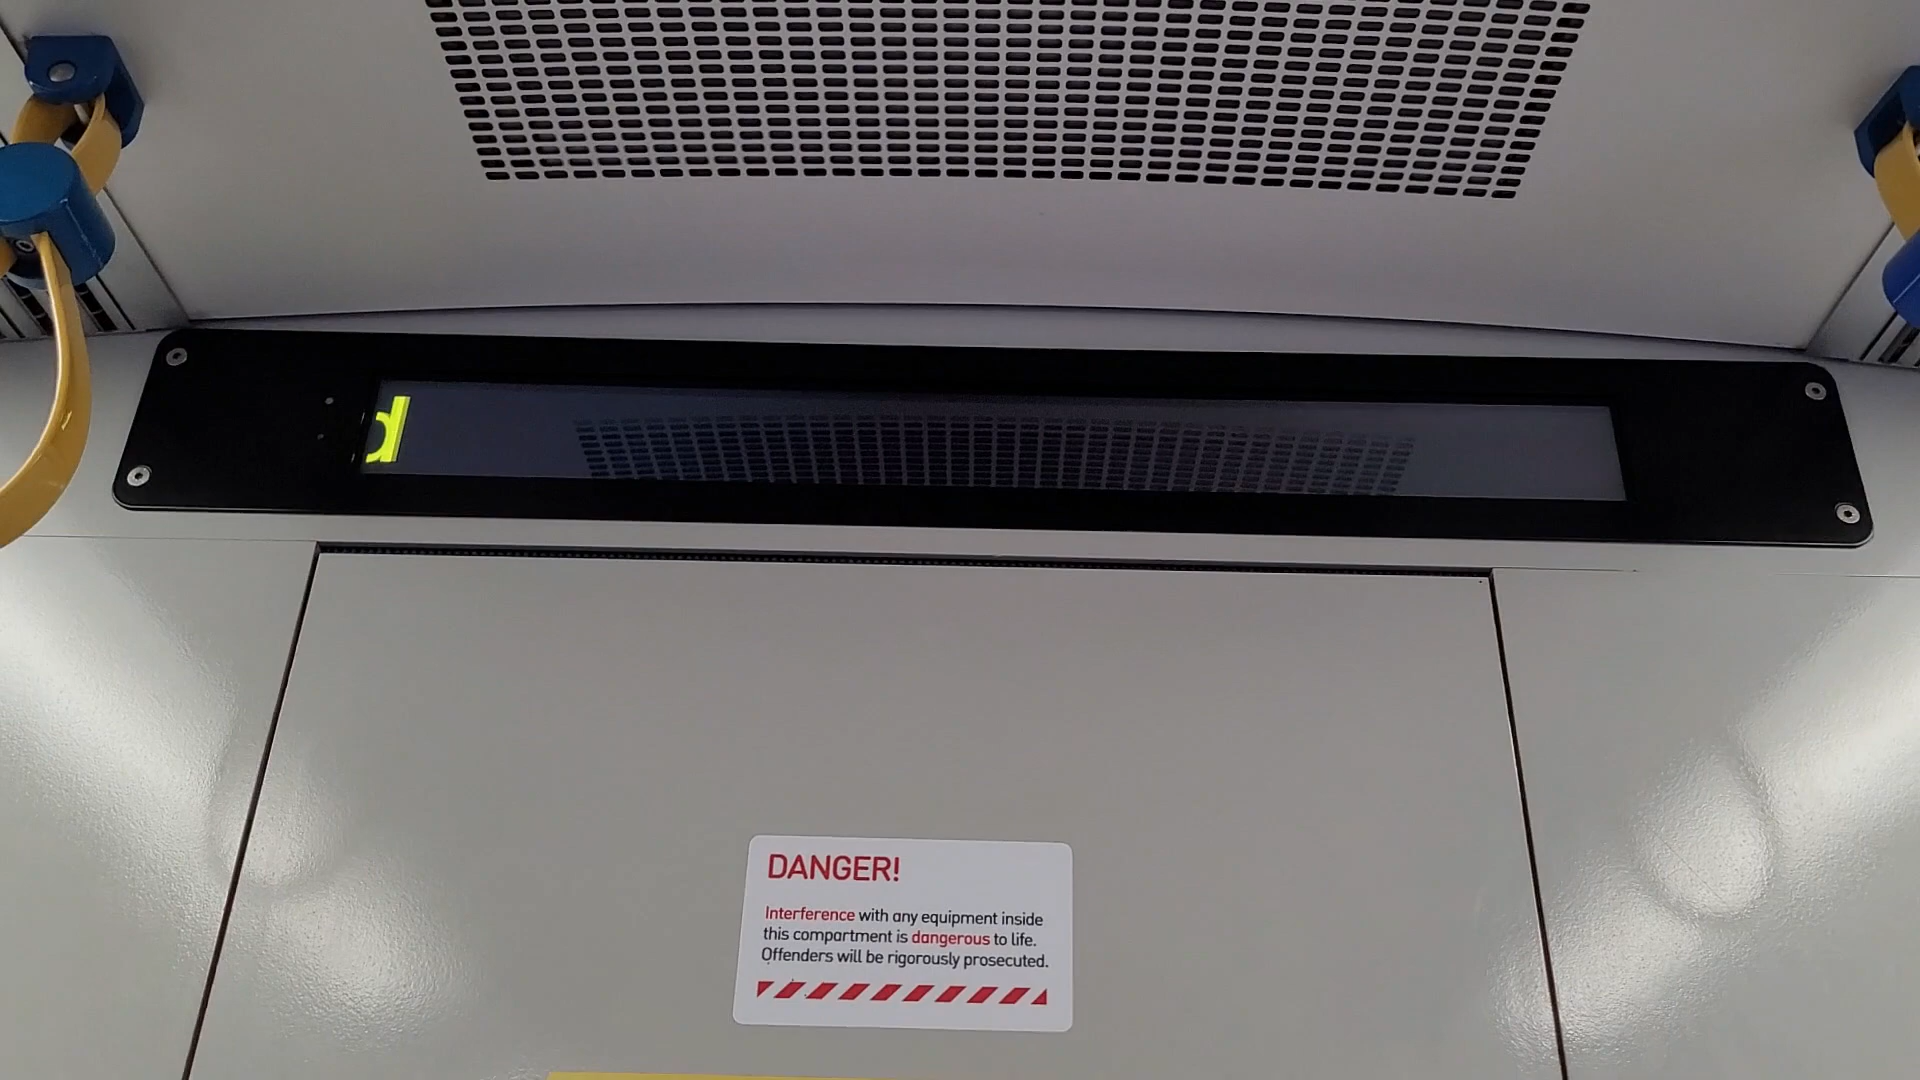 d
DANGER!
Interference with any equipment inside
this compartment is dangerous to life.
Offenders will be rigorously prosecuted.